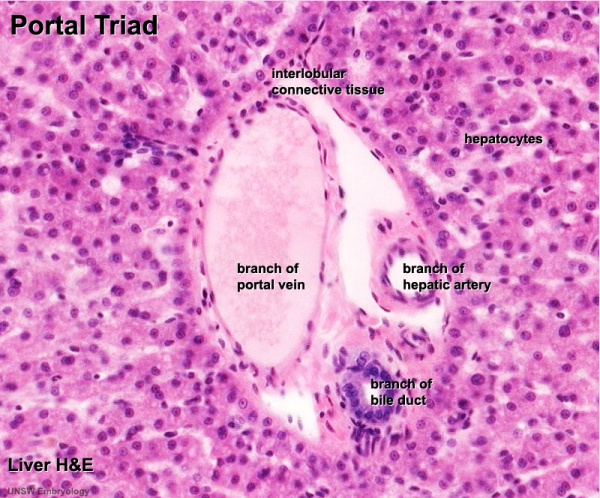 Portal Triad
interlobular
connective tissue
hepatocytes
branch of
portal vein
branch of
hepatic artery
branch of
bile duct
Liver H&E
UNSW Embryology